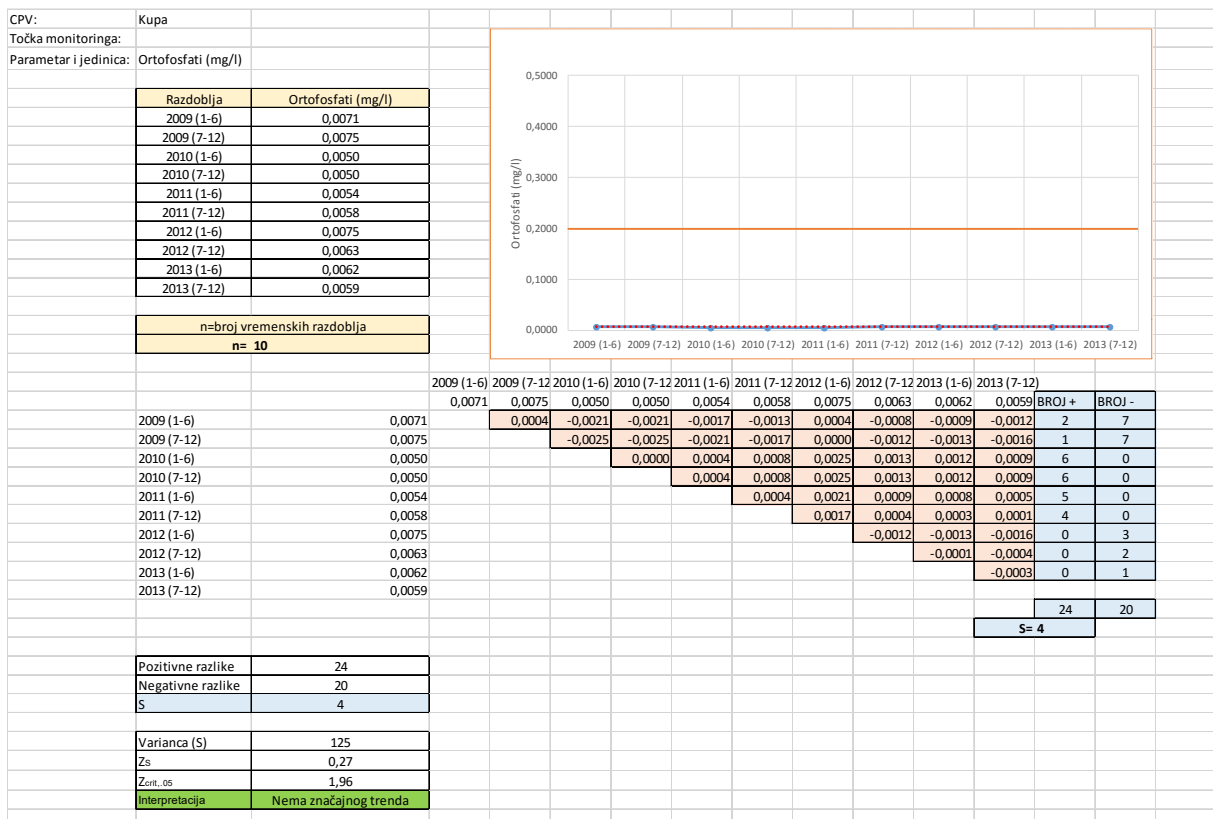 CPV: Kupa
Točka monitoringa:
Parametar i jedinica: Ortofosfati (mg/l)
Razdoblja Ortofosfati (mg/l)
2009 (1-6) 0,0071
2009 (7-12) 0,0075
2010 (1-6) 0,0050
2010 (7-12) 0,0050
2011 (1-6) 0,0054
2011 (7-12) 0,0058
2012 (1-6) 0,0075
2012 (7-12) 0,0063
2013 (1-6) 0,0062
2013 (7-12) 0,0059
n=broj vremenskih razdoblja
n= 10
Ortofosfati (mg/l)
0,5000
0,4000
0,3000
0,2000
0,1000
0,0000
2009 (1-6) 2009 (7-12) 2010 (1-6) 2010 (7-12) 2011 (1-6) 2011 (7-12) 2012 (1-6) 2012 (7-12) 2013 (1-6) 2013 (7-12)
2009 (1-6) 2009 (7-12 2010 (1-6) 2010 (7-12 2011 (1-6) 2011 (7-12 2012 (1-6) 2012 (7-12 2013 (1-6) 2013 (7-12)
0,0071 0,0075 0,0050 0,0050 0,0054 0,0058 0,0075 0,0063 0,0062 0,0059 BROJ + BROJ -
2009 (1-6) 0,0071 0,0004 -0,0021 -0,0021 -0,0017 -0,0013 0,0004 -0,0008 -0,0009 -0,0012 2 7
2009 (7-12) 0,0075 -0,0025 -0,0025 -0,0021 -0,0017 0,0000 -0,0012 -0,0013 -0,0016 1 7
2010 (1-6) 0,0050 0,0000 0,0004 0,0008 0,0025 0,0013 0,0012 0,0009 6 0
2010 (7-12) 0,0050 0,0004 0,0008 0,0025 0,0013 0,0012 0,0009 6 0
2011 (1-6) 0,0054 0,0004 0,0021 0,0009 0,0008 0,0005 5 0
2011 (7-12) 0,0058 0,0017 0,0004 0,0003 0,0001 4 0
2012 (1-6) 0,0075 -0,0012 -0,0013 -0,0016 0 3
2012 (7-12) 0,0063 -0,0001 -0,0004 0 2
2013 (1-6) 0,0062 -0,0003 0 1
2013 (7-12) 0,0059
24 20
S= 4
Pozitivne razlike 24
Negativne razlike 20
S 4
Varianca (S) 125
Zs 0,27
Zcrit,.05 1,96
Interpretacija Nema značajnog trenda